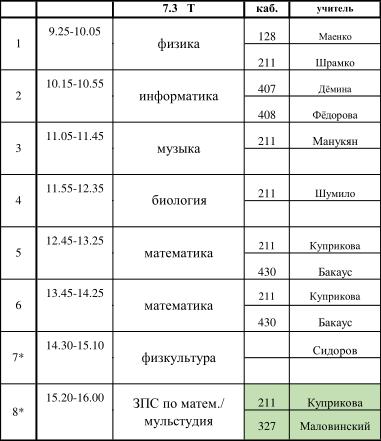 7.3 Т каб. учитель
1 9.25-10.05 физика 128 Маенко
211 Шрамко
2 10.15-10.55 информатика 407 Дёмина
408 Фёдорова
3 11.05-11.45 музыка 211 Манукян
4 11.55-12.35 биология 211 Шумило
5 12.45-13.25 математика 211 Куприкова
430 Бакаус
6 13.45-14.25 математика 211 Куприкова
430 Бакаус
7* 14.30-15.10 физкультура Сидоров
8* 15.20-16.00 ЗПС по матем./ 211 Куприкова
мульстудия 327 Маловинский